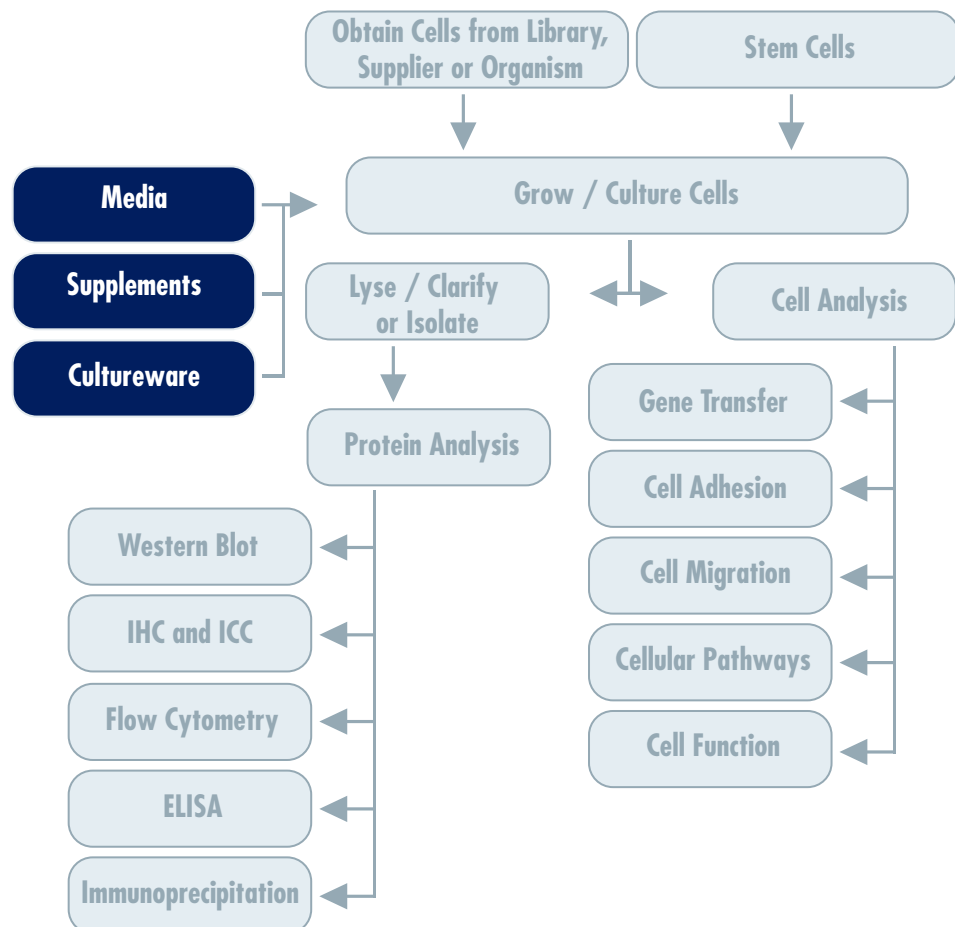 Obtain Cells from Library,
Supplier or Organism
Stem Cells
Media
Grow / Culture Cells
Supplements
Lyse / Clarify
or Isolate
Cell Analysis
Cultureware
Gene Transfer
Protein Analysis
Cell Adhesion
Western Blot
Cell Migration
IHC and ICC
Cellular Pathways
Flow Cytometry
Cell Function
ELISA
Immunoprecipitation